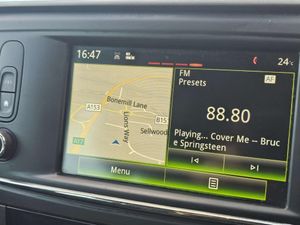 16:47
24°c
FM
AF
Presets
88.80
Playing... Cover Me -- Bruc
e Springsteen
Bonemill Lane
A153
Lions Way
Sellwood
B15
A17
Menu